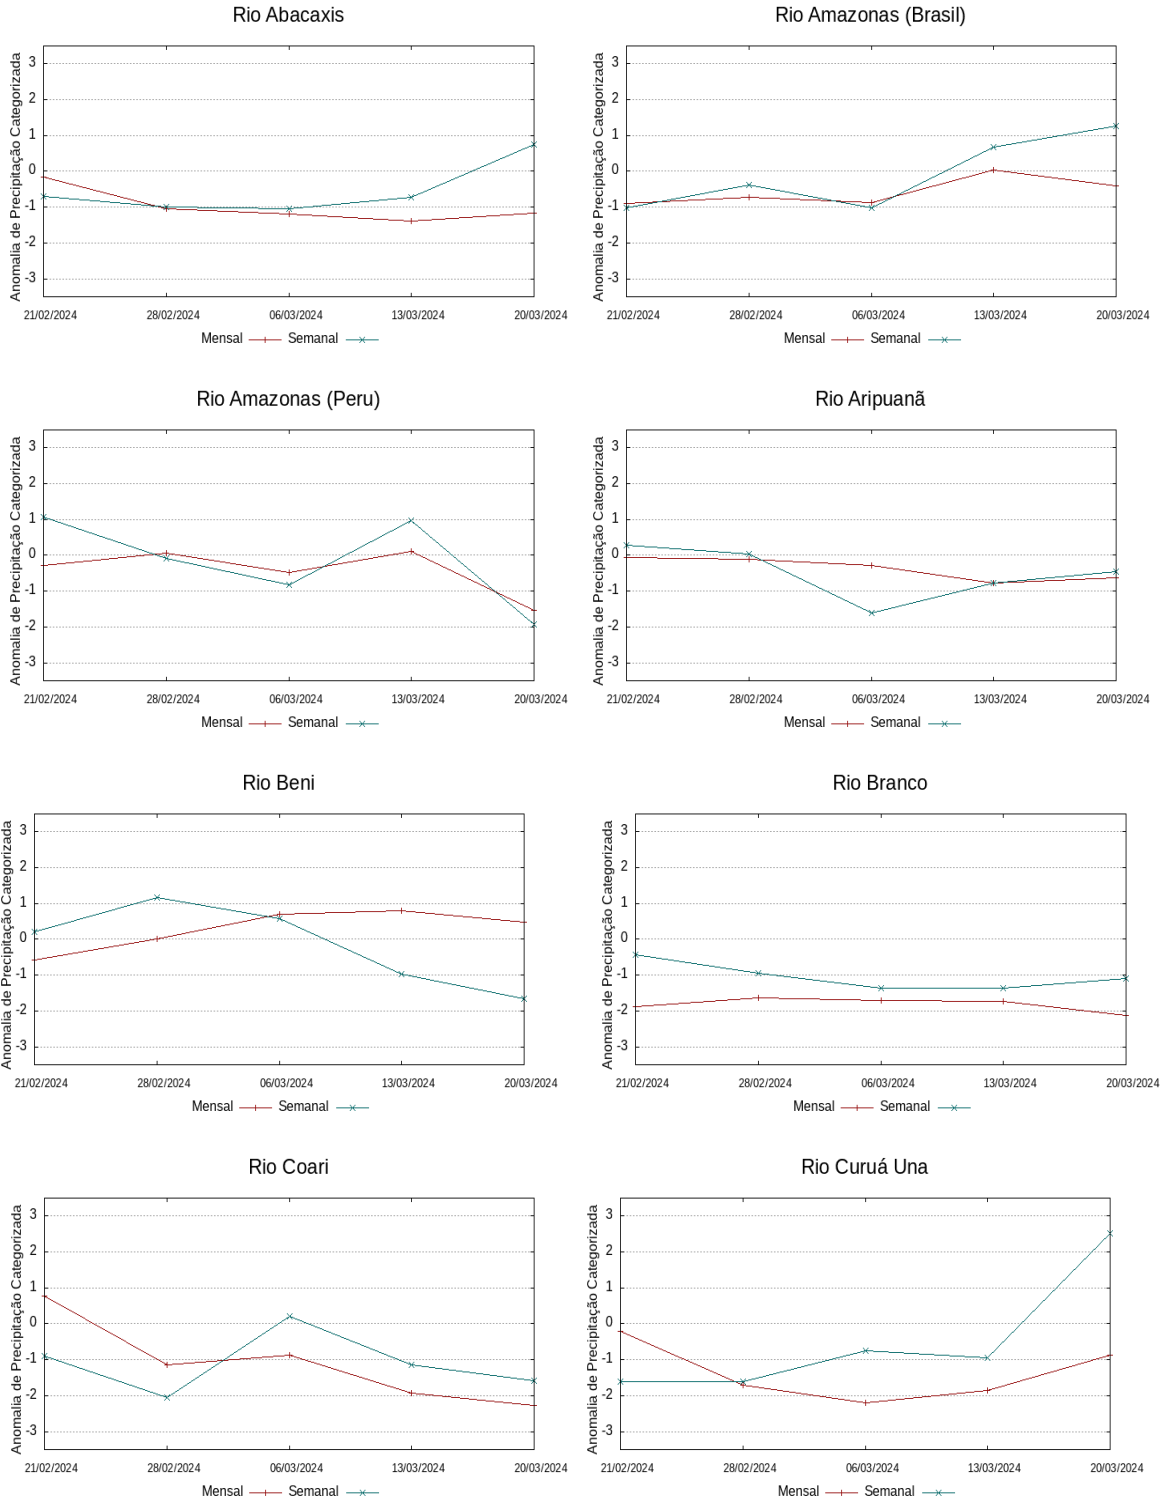 Rio Abacaxis
Anomalia de Precipitação Categorizada
3
2
1
0
-1
-2
-3
21/02/2024 28/02/2024 06/03/2024 13/03/2024 20/03/2024
Mensal Semanal
Rio Amazonas (Brasil)
Anomalia de Precipitação Categorizada
3
2
1
0
-1
-2
-3
21/02/2024 28/02/2024 06/03/2024 13/03/2024 20/03/2024
Mensal Semanal
Rio Amazonas (Peru)
Anomalia de Precipitação Categorizada
3
2
1
0
-1
-2
-3
21/02/2024 28/02/2024 06/03/2024 13/03/2024 20/03/2024
Mensal Semanal
Rio Aripuanã
Anomalia de Precipitação Categorizada
3
2
1
0
-1
-2
-3
21/02/2024 28/02/2024 06/03/2024 13/03/2024 20/03/2024
Mensal Semanal
Rio Beni
Anomalia de Precipitação Categorizada
3
2
1
0
-1
-2
-3
21/02/2024 28/02/2024 06/03/2024 13/03/2024 20/03/2024
Mensal Semanal
Rio Branco
Anomalia de Precipitação Categorizada
3
2
1
0
-1
-2
-3
21/02/2024 28/02/2024 06/03/2024 13/03/2024 20/03/2024
Mensal Semanal
Rio Coari
Anomalia de Precipitação Categorizada
3
2
1
0
-1
-2
-3
21/02/2024 28/02/2024 06/03/2024 13/03/2024 20/03/2024
Mensal Semanal
Rio Curuá Una
Anomalia de Precipitação Categorizada
3
2
1
0
-1
-2
-3
21/02/2024 28/02/2024 06/03/2024 13/03/2024 20/03/2024
Mensal Semanal